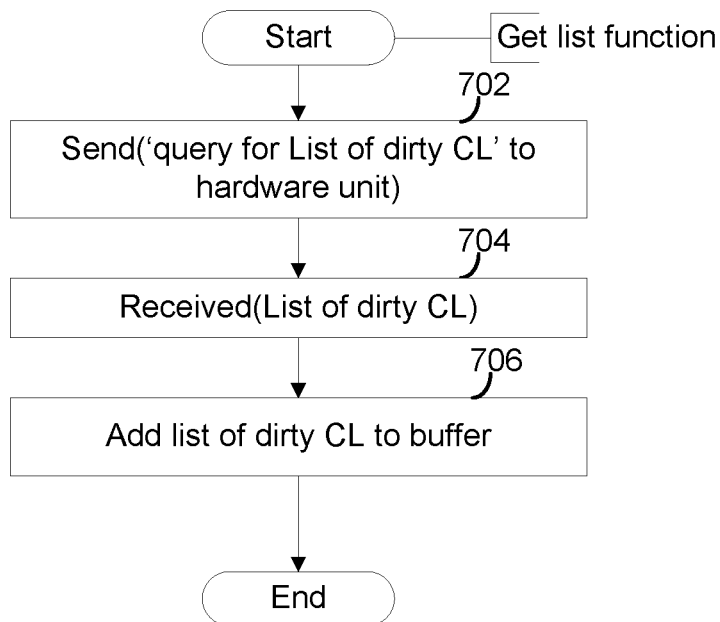 Start
Get list function
702
Send(‘query for List of dirty CL’ to
hardware unit)
704
Received(List of dirty CL)
706
Add list of dirty CL to buffer
End